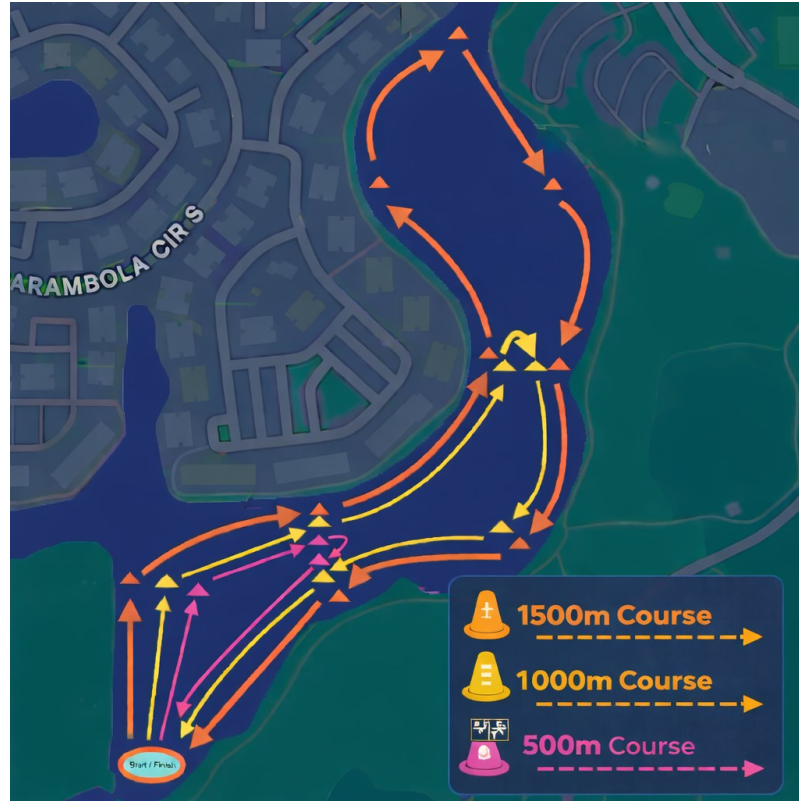 ARAMBOLA CIR S
1500m Course
1000m Course
500m Course
Start / Finish